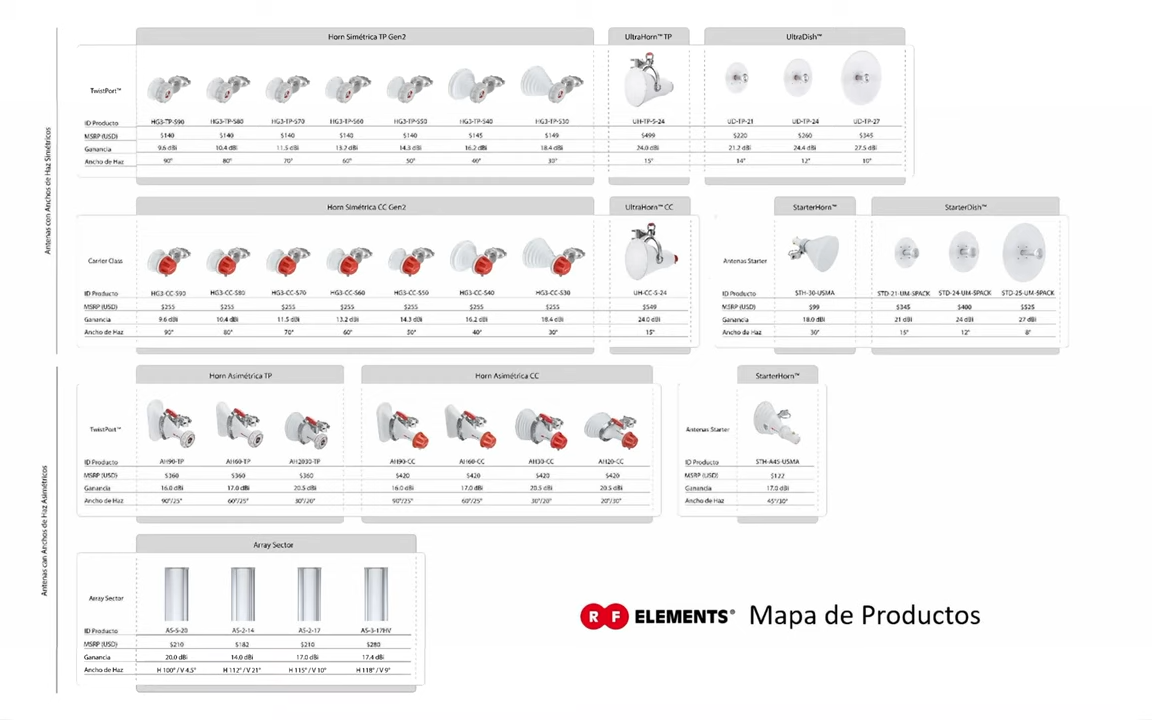 Antenas con Anchos de Haz Simétricos
Horn Simétrica TP Gen2
UltraHorn™ TP
UltraDish™
TwistPort™
ID Producto HG3-TP-S90 HG3-TP-S80 HG3-TP-S70 HG3-TP-S60 HG3-TP-S50 HG3-TP-S40 HG3-TP-S30 UH-TP-5-24 UD-TP-21 UD-TP-24 UD-TP-27
MSRP (USD) $140 $140 $140 $140 $140 $145 $149 $499 $220 $260 $345
Ganancia 9.6 dBi 10.4 dBi 11.5 dBi 13.2 dBi 14.3 dBi 16.2 dBi 18.4 dBi 24.0 dBi 21.2 dBi 24.4 dBi 27.5 dBi
Ancho de Haz 90° 80° 70° 60° 50° 40° 30° 15° 14° 12° 10°
Horn Simétrica CC Gen2
UltraHorn™ CC
StarterHorn™
StarterDish™
Carrier Class
Antenas Starter
ID Producto HG3-CC-S90 HG3-CC-S80 HG3-CC-S70 HG3-CC-S60 HG3-CC-S50 HG3-CC-S40 HG3-CC-S30 UH-CC-5-24 ID Producto STH-30-USMA STD-21-UM-5PACK STD-24-UM-5PACK STD-25-UM-5PACK
MSRP (USD) $255 $255 $255 $255 $255 $255 $255 $549 MSRP (USD) $99 $345 $400 $525
Ganancia 9.6 dBi 10.4 dBi 11.5 dBi 13.2 dBi 14.3 dBi 16.2 dBi 18.4 dBi 24.0 dBi Ganancia 18.0 dBi 21 dBi 24 dBi 27 dBi
Ancho de Haz 90° 80° 70° 60° 50° 40° 30° 15° Ancho de Haz 30° 15° 12° 8°
Antenas con Anchos de Haz Asimétricos
Horn Asimétrica TP
Horn Asimétrica CC
StarterHorn™
TwistPort™
Antenas Starter
ID Producto AH90-TP AH60-TP AH2030-TP AH90-CC AH60-CC AH30-CC AH20-CC ID Producto STH-A45-USMA
MSRP (USD) $360 $360 $360 $420 $420 $420 $420 MSRP (USD) $122
Ganancia 16.0 dBi 17.0 dBi 20.5 dBi 16.0 dBi 17.0 dBi 20.5 dBi 20.5 dBi Ganancia 17.0 dBi
Ancho de Haz 90°/25° 60°/25° 30°/20° 90°/25° 60°/25° 30°/20° 20°/30° Ancho de Haz 45°/30°
Array Sector
Array Sector
ID Producto AS-5-20 AS-2-14 AS-2-17 AS-3-17HV
MSRP (USD) $210 $182 $210 $280
Ganancia 20.0 dBi 14.0 dBi 17.0 dBi 17.4 dBi
Ancho de Haz H 100° / V 4.5° H 112° / V 21° H 115° / V 10° H 118° / V 9°
RF ELEMENTS® Mapa de Productos